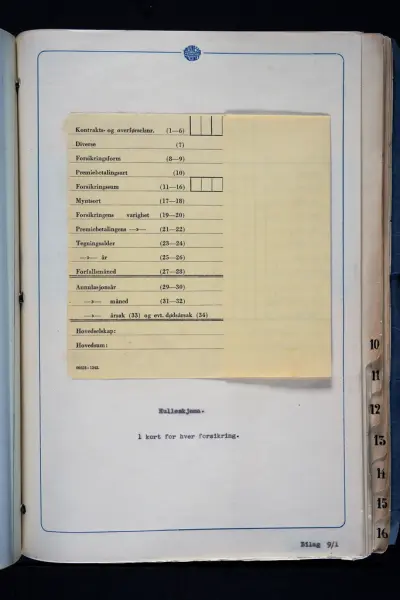 Kontrakts- og overførselnr. (1—6)
Diverse (7)
Forsikringsform (8—9)
Premiebetalingsart (10)
Forsikringssum (11—16)
Myntsort (17—18)
Forsikringens varighet (19—20)
Premiebetalingens —»— (21—22)
Tegningsalder (23—24)
—»— år (25—26)
Forfallsmåned (27—28)
Annulasjonsår (29—30)
—»— måned (31—32)
—»— årsak (33) og evt. dødsårsak (34)
Hovedselskap:
Hovedsum:
Hulleskjema.
1 kort for hver forsikring.
Bilag 9/1
10
11
12
13
14
15
16